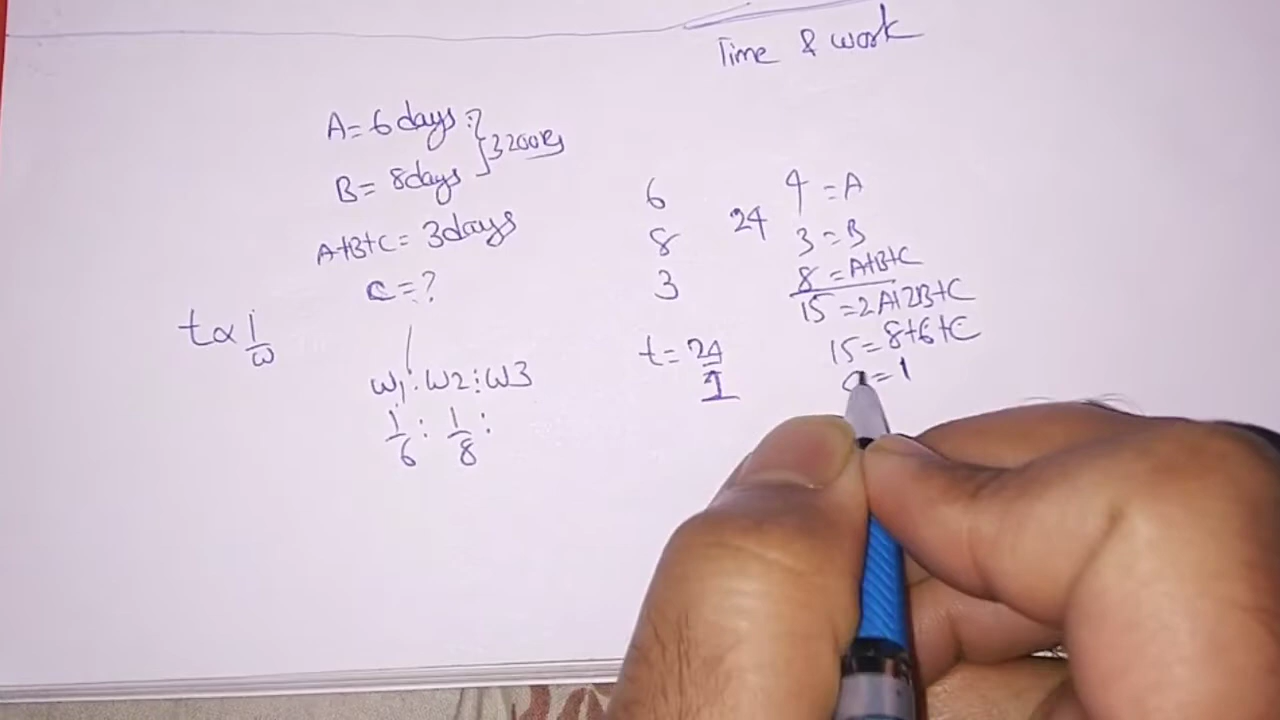 Time & work
A = 6 days
B = 8 days } 3200Rs
A+B+C = 3 days
C = ?
t ∝ 1/w
w1 : w2 : w3
1/6 : 1/8 :
6
8
3
24
4 = A
3 = B
8 = A+B+C
15 = 2A+2B+C
15 = 8+6+C
c = 1
t = 24/1